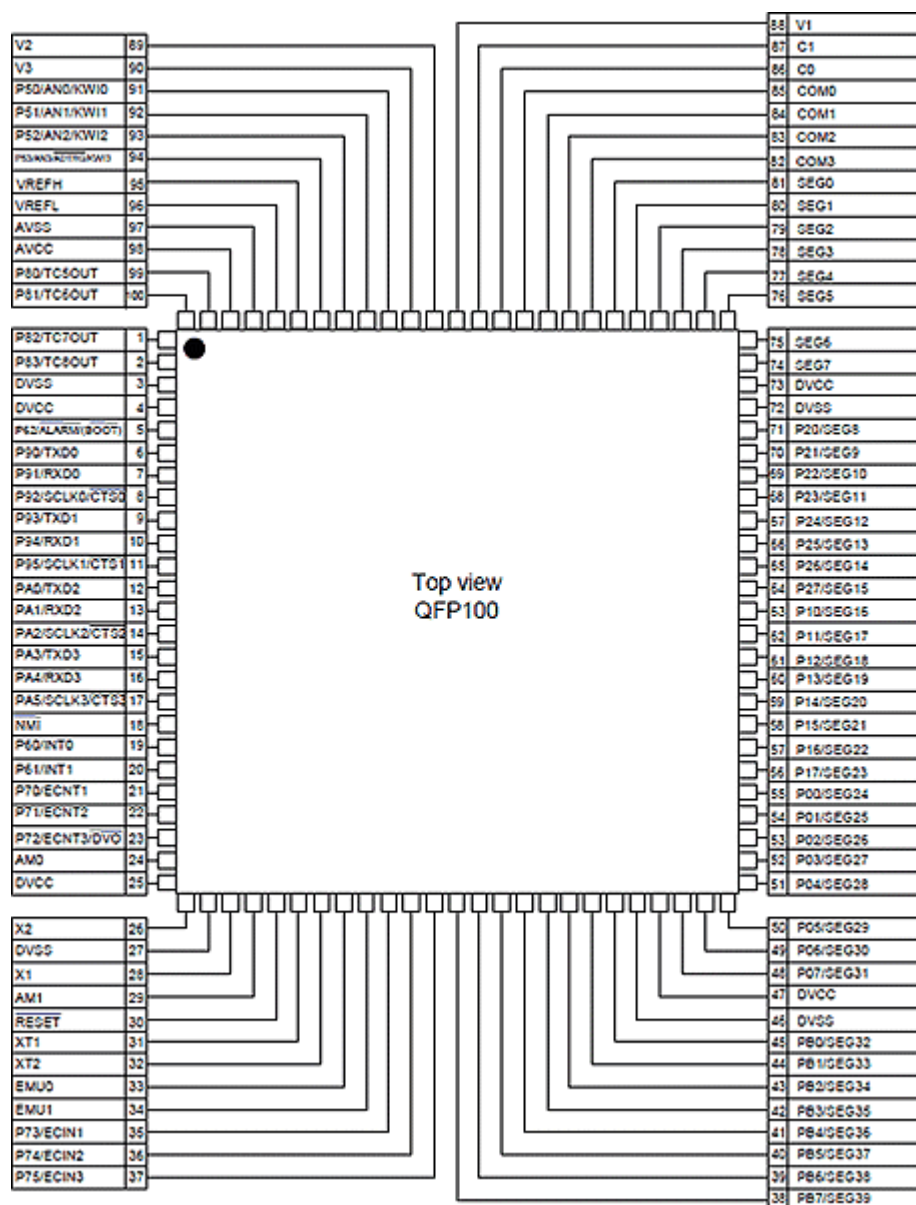 V2 89
V3 90
P50/AN0/KWI0 91
P51/AN1/KWI1 92
P52/AN2/KWI2 93
P53/AN3/ADTRG/KWI3 94
VREFH 95
VREFL 96
AVSS 97
AVCC 98
P80/TC5OUT 99
P81/TC6OUT 100
88 V1
87 C1
86 C0
85 COM0
84 COM1
83 COM2
82 COM3
81 SEG0
80 SEG1
79 SEG2
78 SEG3
77 SEG4
76 SEG5
P82/TC7OUT 1
P83/TC8OUT 2
DVSS 3
DVCC 4
P62/ALARM/(BOOT) 5
P90/TXD0 6
P91/RXD0 7
P92/SCLK0/CTS0 8
P93/TXD1 9
P94/RXD1 10
P95/SCLK1/CTS1 11
PA0/TXD2 12
PA1/RXD2 13
PA2/SCLK2/CTS2 14
PA3/TXD3 15
PA4/RXD3 16
PA5/SCLK3/CTS3 17
NMI 18
P60/INT0 19
P61/INT1 20
P70/ECNT1 21
P71/ECNT2 22
P72/ECNT3/DVO 23
AM0 24
DVCC 25
Top view
QFP100
75 SEG6
74 SEG7
73 DVCC
72 DVSS
71 P20/SEG8
70 P21/SEG9
69 P22/SEG10
68 P23/SEG11
67 P24/SEG12
66 P25/SEG13
65 P26/SEG14
64 P27/SEG15
63 P10/SEG16
62 P11/SEG17
61 P12/SEG18
60 P13/SEG19
59 P14/SEG20
58 P15/SEG21
57 P16/SEG22
56 P17/SEG23
55 P00/SEG24
54 P01/SEG25
53 P02/SEG26
52 P03/SEG27
51 P04/SEG28
X2 26
DVSS 27
X1 28
AM1 29
RESET 30
XT1 31
XT2 32
EMU0 33
EMU1 34
P73/ECIN1 35
P74/ECIN2 36
P75/ECIN3 37
50 P05/SEG29
49 P06/SEG30
48 P07/SEG31
47 DVCC
46 DVSS
45 PB0/SEG32
44 PB1/SEG33
43 PB2/SEG34
42 PB3/SEG35
41 PB4/SEG36
40 PB5/SEG37
39 PB6/SEG38
38 PB7/SEG39